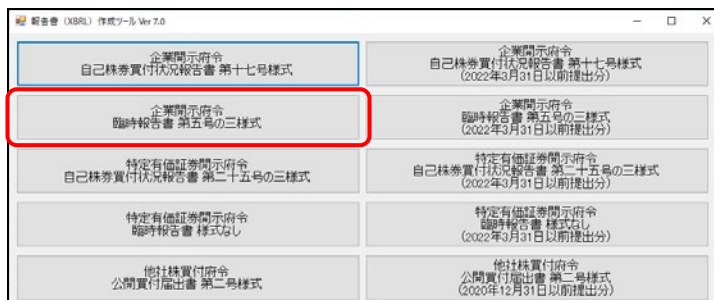 報告書（XBRL）作成ツール Ver 7.0
企業開示府令
自己株券買付状況報告書 第十七号様式
企業開示府令
自己株券買付状況報告書 第十七号様式
(2022年3月31日以前提出分)
企業開示府令
臨時報告書 第五号の三様式
企業開示府令
臨時報告書 第五号の三様式
(2022年3月31日以前提出分)
特定有価証券開示府令
自己株券買付状況報告書 第二十五号の三様式
特定有価証券開示府令
自己株券買付状況報告書 第二十五号の三様式
(2022年3月31日以前提出分)
特定有価証券開示府令
臨時報告書 様式なし
特定有価証券開示府令
臨時報告書 様式なし
(2022年3月31日以前提出分)
他社株買付府令
公開買付届出書 第二号様式
他社株買付府令
公開買付届出書 第二号様式
(2020年12月31日以前提出分)